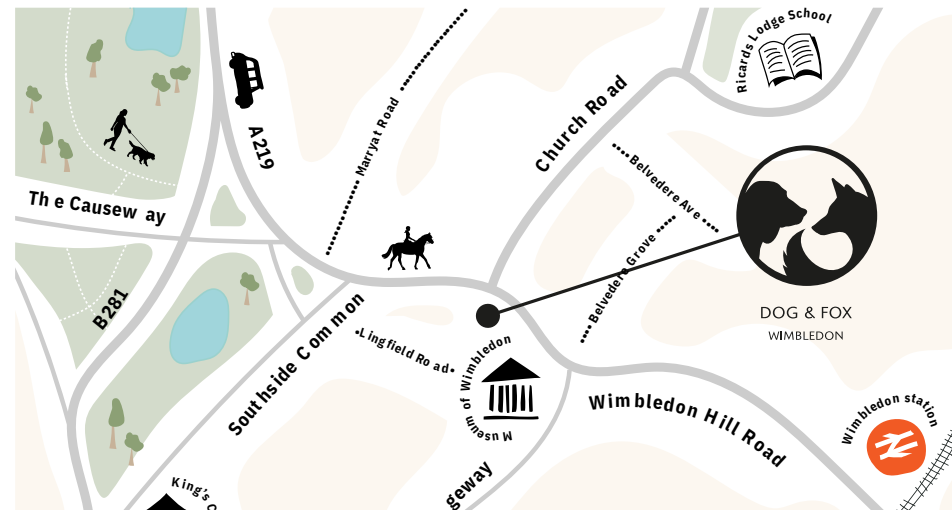 Ricards Lodge School
Church Road
A219
Marryat Road
Belvedere Ave
The Causeway
Belvedere Grove
B281
DOG & FOX
WIMBLEDON
Southside Common
Lingfield Road
Museum of Wimbledon
Wimbledon Hill Road
Wimbledon station
King's C
geway